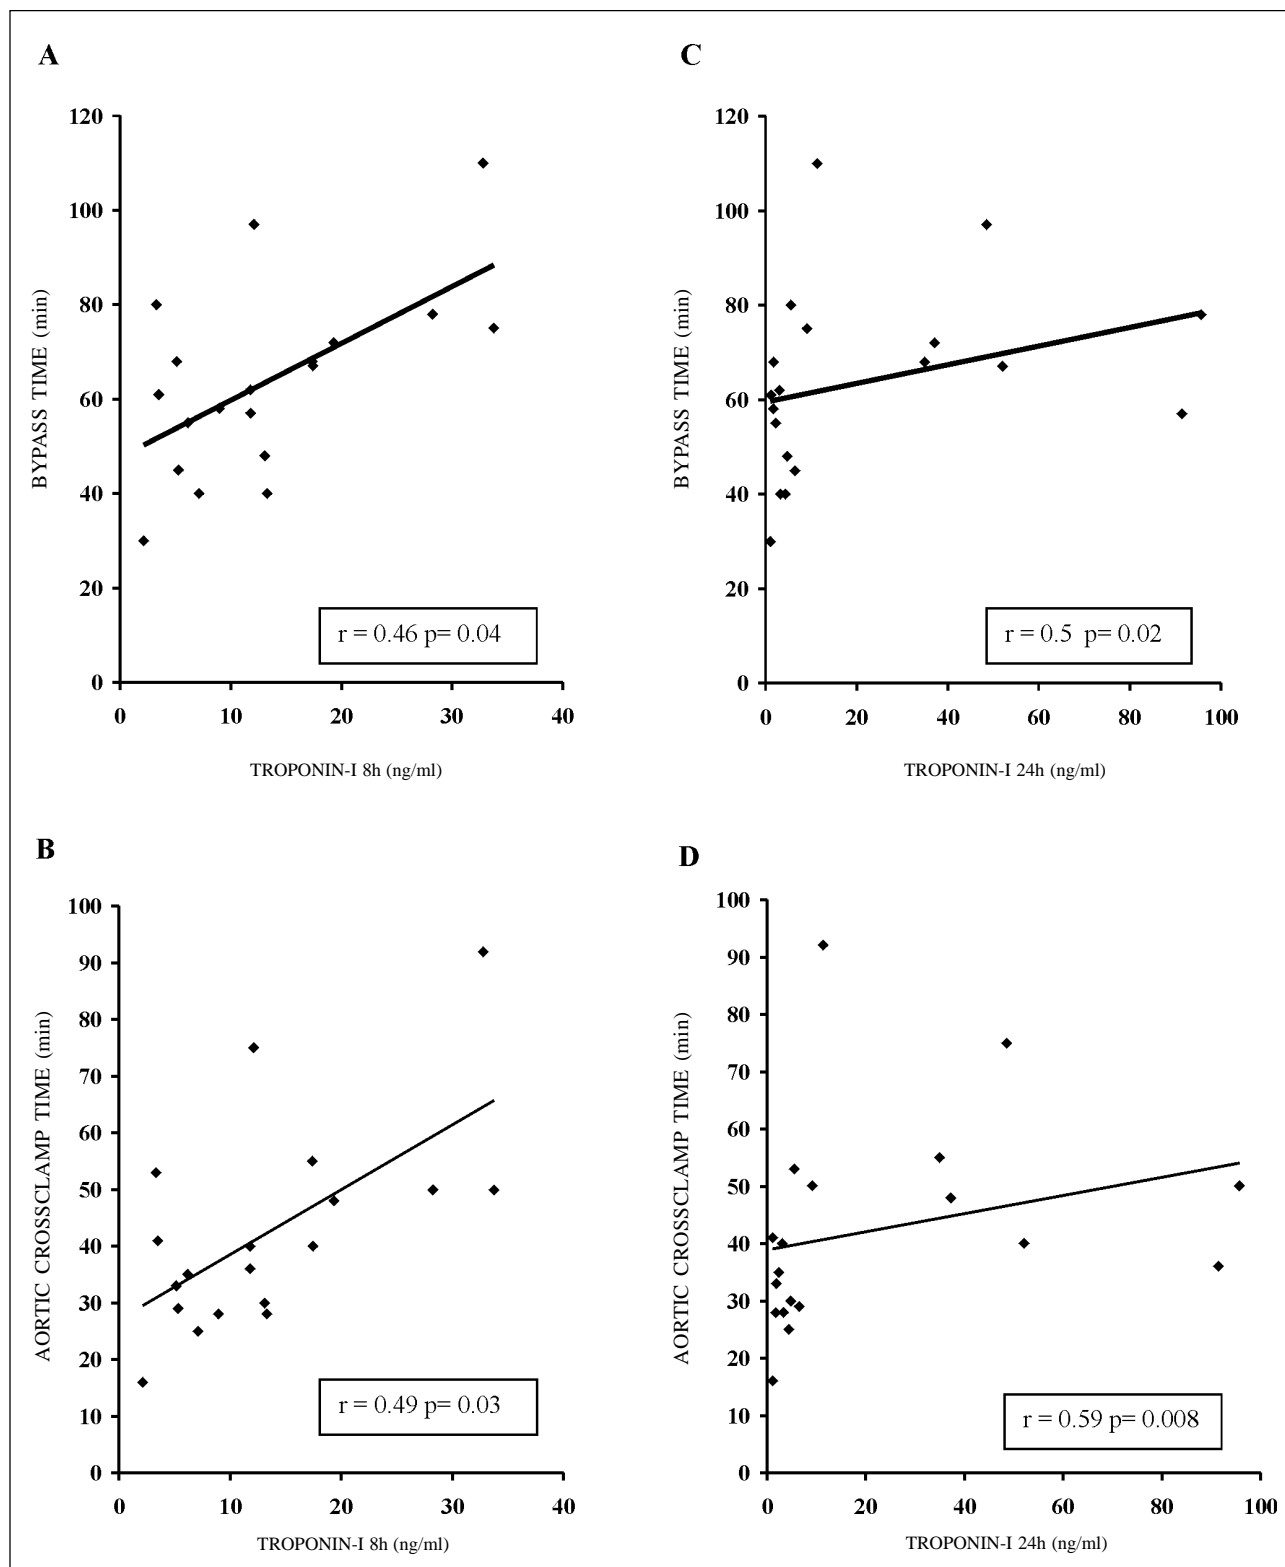 A
120
100
80
60
40
20
0
BYPASS TIME (min)
r = 0.46 p= 0.04
0 10 20 30 40
TROPONIN-I 8h (ng/ml)
C
120
100
80
60
40
20
0
BYPASS TIME (min)
r = 0.5 p= 0.02
0 20 40 60 80 100
TROPONIN-I 24h (ng/ml)
B
100
90
80
70
60
50
40
30
20
10
0
AORTIC CROSSCLAMP TIME (min)
r = 0.49 p= 0.03
0 10 20 30 40
TROPONIN-I 8h (ng/ml)
D
100
90
80
70
60
50
40
30
20
10
0
AORTIC CROSSCLAMP TIME (min)
r = 0.59 p= 0.008
0 20 40 60 80 100
TROPONIN-I 24h (ng/ml)